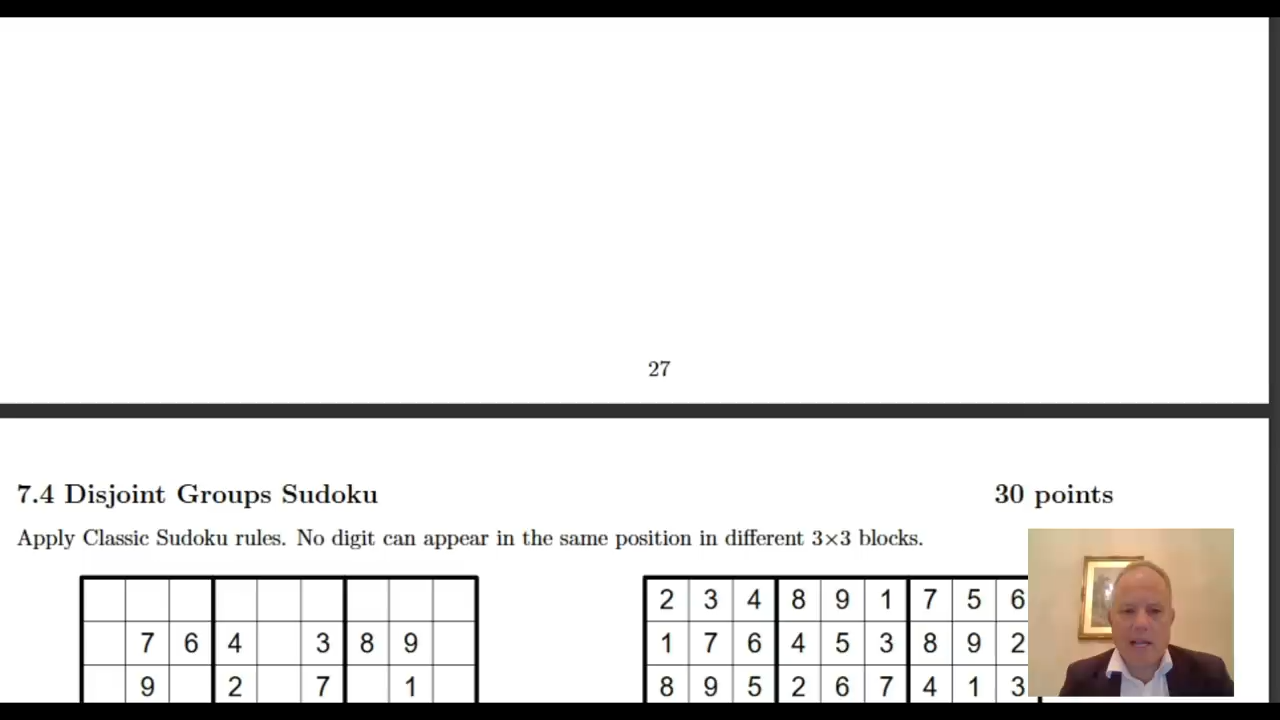 27
7.4 Disjoint Groups Sudoku 30 points
Apply Classic Sudoku rules. No digit can appear in the same position in different 3×3 blocks.
7 6 4 3 8 9
9 2 7 1
2 3 4 8 9 1 7 5 6
1 7 6 4 5 3 8 9 2
8 9 5 2 6 7 4 1 3